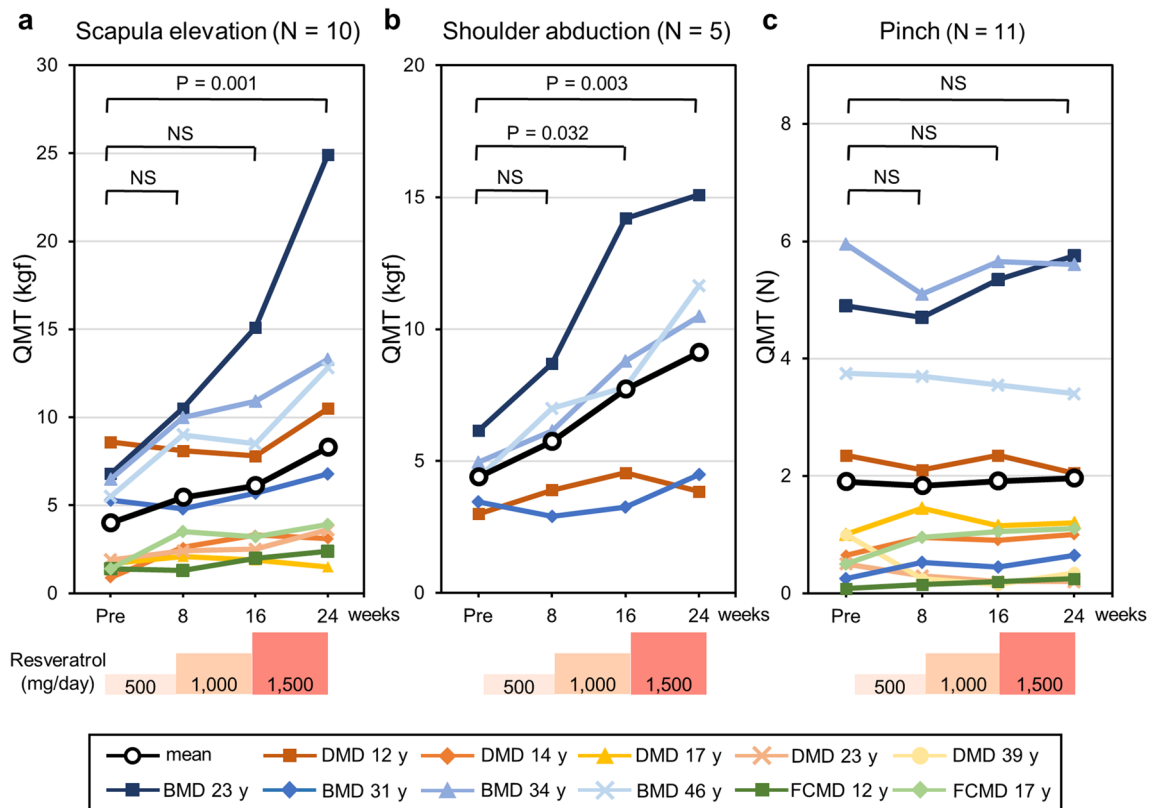 a Scapula elevation (N = 10)
b Shoulder abduction (N = 5)
c Pinch (N = 11)
30
25
20
15
10
5
0
QMT (kgf)
P = 0.001
NS
NS
Pre 8 16 24 weeks
20
15
10
5
0
QMT (kgf)
P = 0.003
P = 0.032
NS
Pre 8 16 24 weeks
8
6
4
2
0
QMT (N)
NS
NS
NS
Pre 8 16 24 weeks
Resveratrol
(mg/day)
500 1,000 1,500
500 1,000 1,500
500 1,000 1,500
mean DMD 12 y DMD 14 y DMD 17 y DMD 23 y DMD 39 y
BMD 23 y BMD 31 y BMD 34 y BMD 46 y FCMD 12 y FCMD 17 y